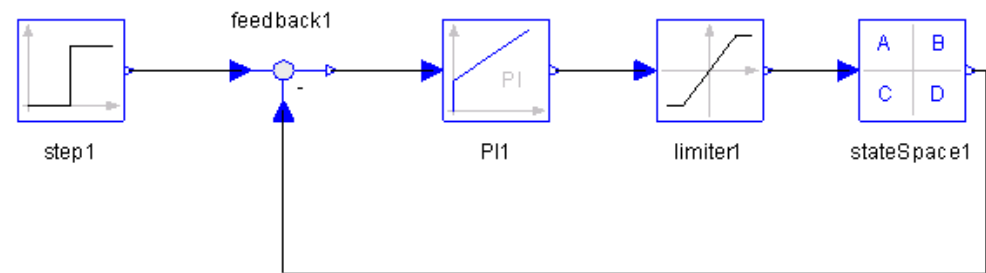 feedback1
-
PI
A B
C D
step1
PI1
limiter1
stateSpace1